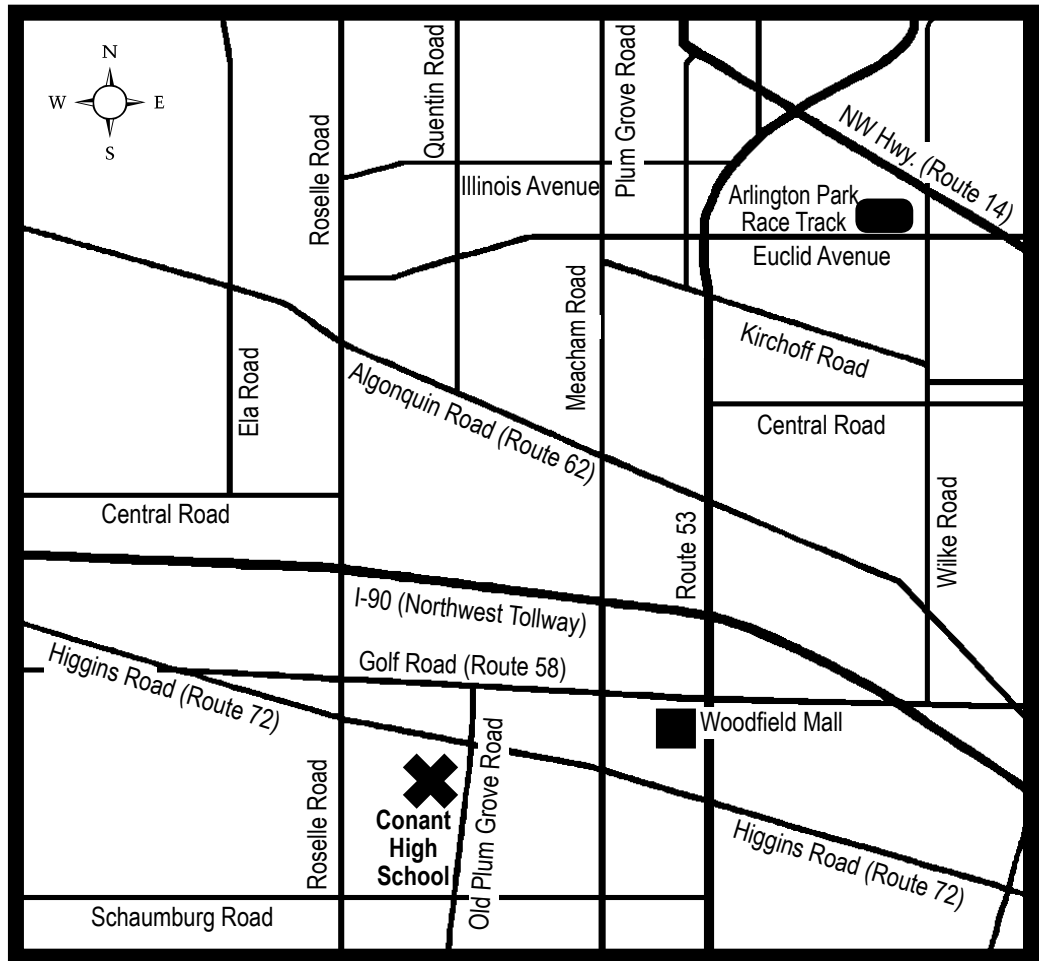 N
W
E
S
Roselle Road
Quentin Road
Plum Grove Road
NW Hwy. (Route 14)
Illinois Avenue
Arlington Park
Race Track
Euclid Avenue
Meacham Road
Kirchoff Road
Ela Road
Algonquin Road (Route 62)
Central Road
Central Road
Route 53
Wilke Road
I-90 (Northwest Tollway)
Golf Road (Route 58)
Higgins Road (Route 72)
Woodfield Mall
Roselle Road
Conant
High
School
Old Plum Grove Road
Higgins Road (Route 72)
Schaumburg Road